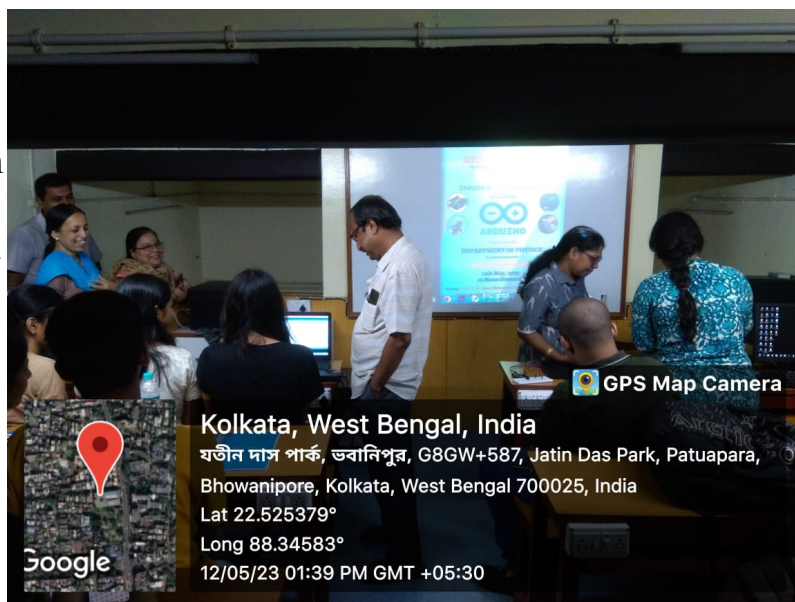 ARDUINO
DEPARTMENT OF PHYSICS
GPS Map Camera
Kolkata, West Bengal, India
যতীন দাস পার্ক, ভবানিপুর, G8GW+587, Jatin Das Park, Patuapara,
Bhowanipore, Kolkata, West Bengal 700025, India
Lat 22.525379°
Long 88.34583°
12/05/23 01:39 PM GMT +05:30
Google